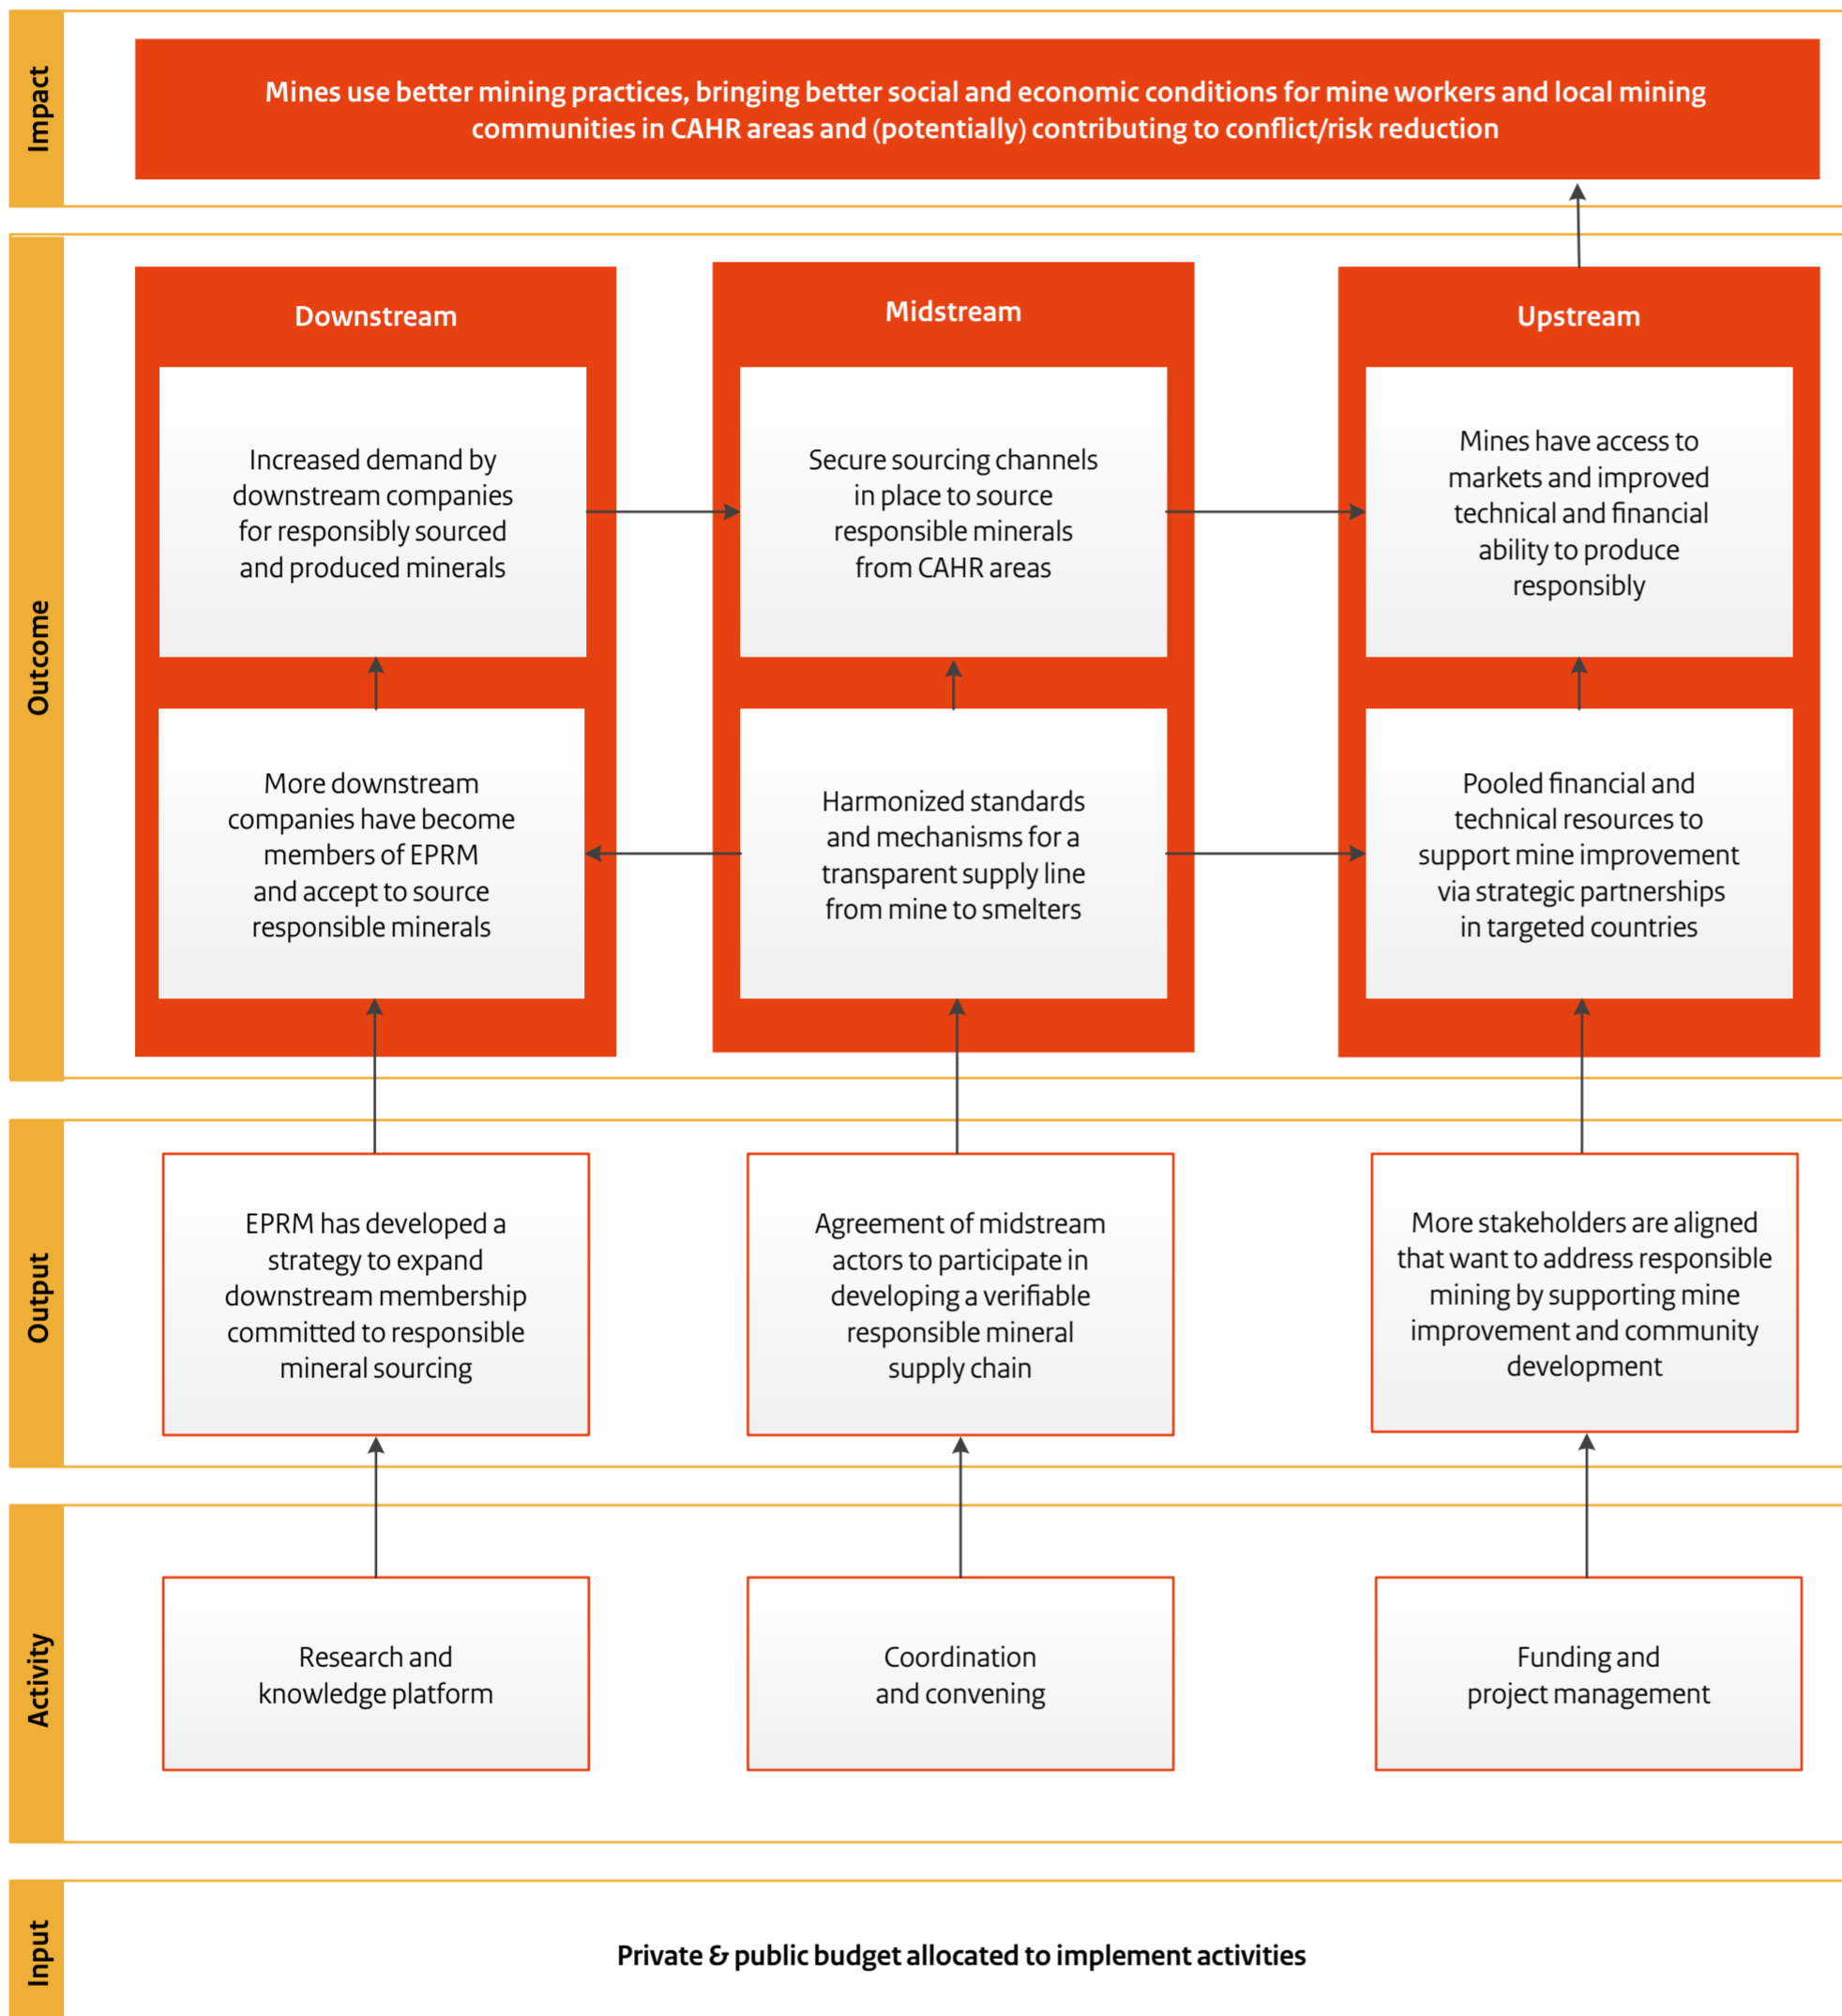 Impact
Mines use better mining practices, bringing better social and economic conditions for mine workers and local mining
communities in CAHR areas and (potentially) contributing to conflict/risk reduction
Outcome
Downstream
Midstream
Upstream
Increased demand by
downstream companies
for responsibly sourced
and produced minerals
Secure sourcing channels
in place to source
responsible minerals
from CAHR areas
Mines have access to
markets and improved
technical and financial
ability to produce
responsibly
More downstream
companies have become
members of EPRM
and accept to source
responsible minerals
Harmonized standards
and mechanisms for a
transparent supply line
from mine to smelters
Pooled financial and
technical resources to
support mine improvement
via strategic partnerships
in targeted countries
Output
EPRM has developed a
strategy to expand
downstream membership
committed to responsible
mineral sourcing
Agreement of midstream
actors to participate in
developing a verifiable
responsible mineral
supply chain
More stakeholders are aligned
that want to address responsible
mining by supporting mine
improvement and community
development
Activity
Research and
knowledge platform
Coordination
and convening
Funding and
project management
Input
Private & public budget allocated to implement activities